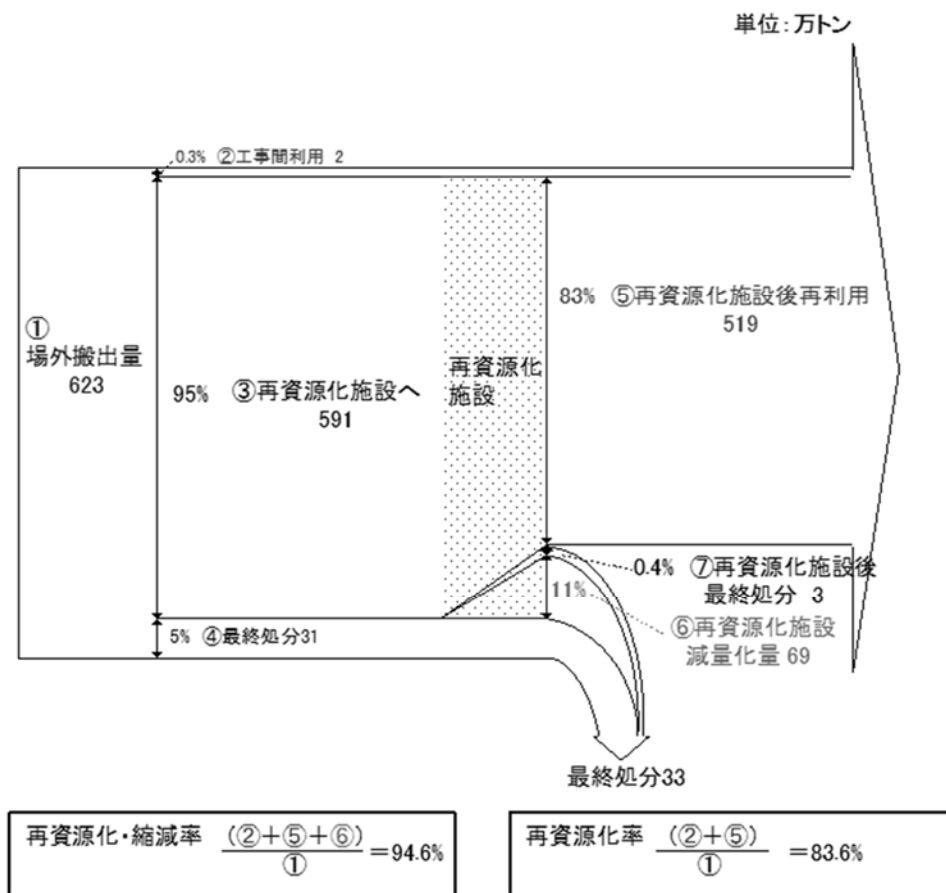 単位：万トン
0.3% ②工事間利用 2
①
場外搬出量
623
95% ③再資源化施設へ
591
再資源化
施設
83% ⑤再資源化施設後再利用
519
0.4% ⑦再資源化施設後
最終処分 3
11%
⑥再資源化施設
減量化量 69
5% ④最終処分31
最終処分33
再資源化・縮減率 (②＋⑤＋⑥)
① ＝94.6%
再資源化率 (②＋⑤)
① ＝83.6%